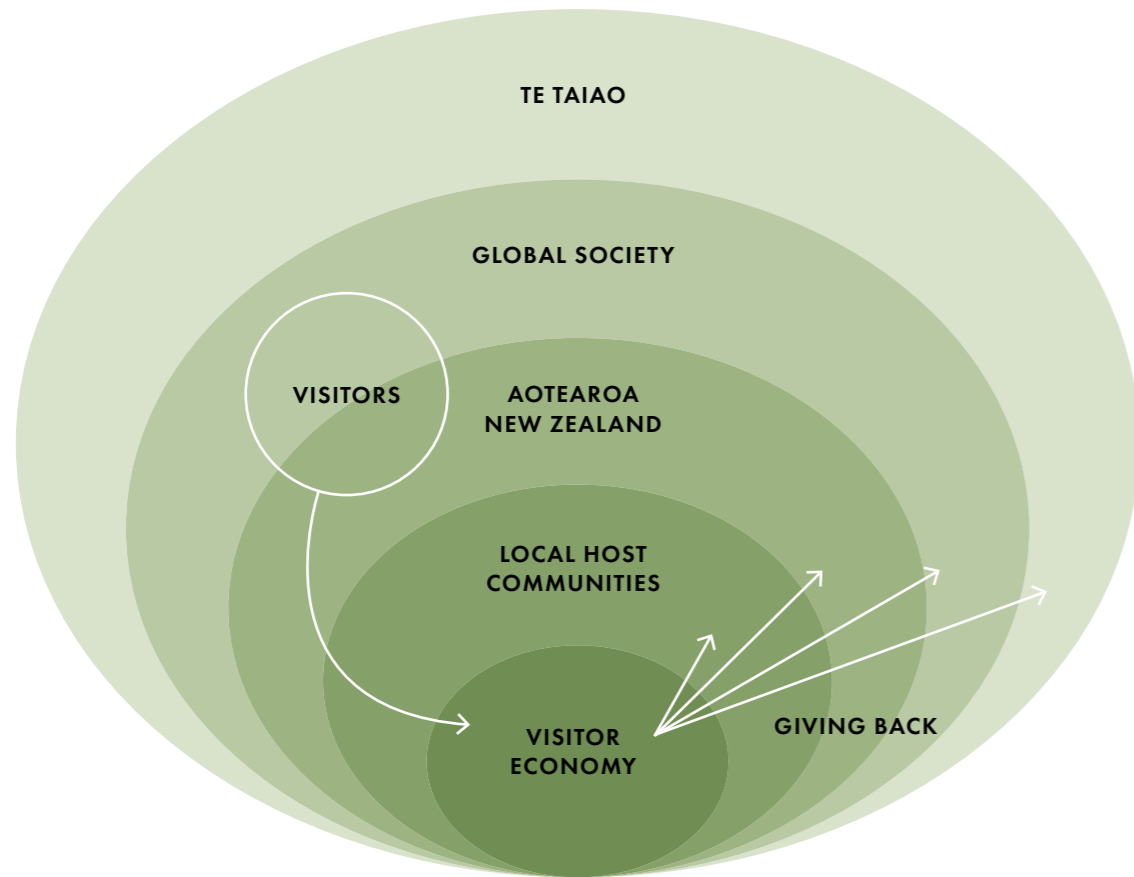 TE TAIAO
GLOBAL SOCIETY
VISITORS
AOTEAROA
NEW ZEALAND
LOCAL HOST
COMMUNITIES
VISITOR
ECONOMY
GIVING BACK